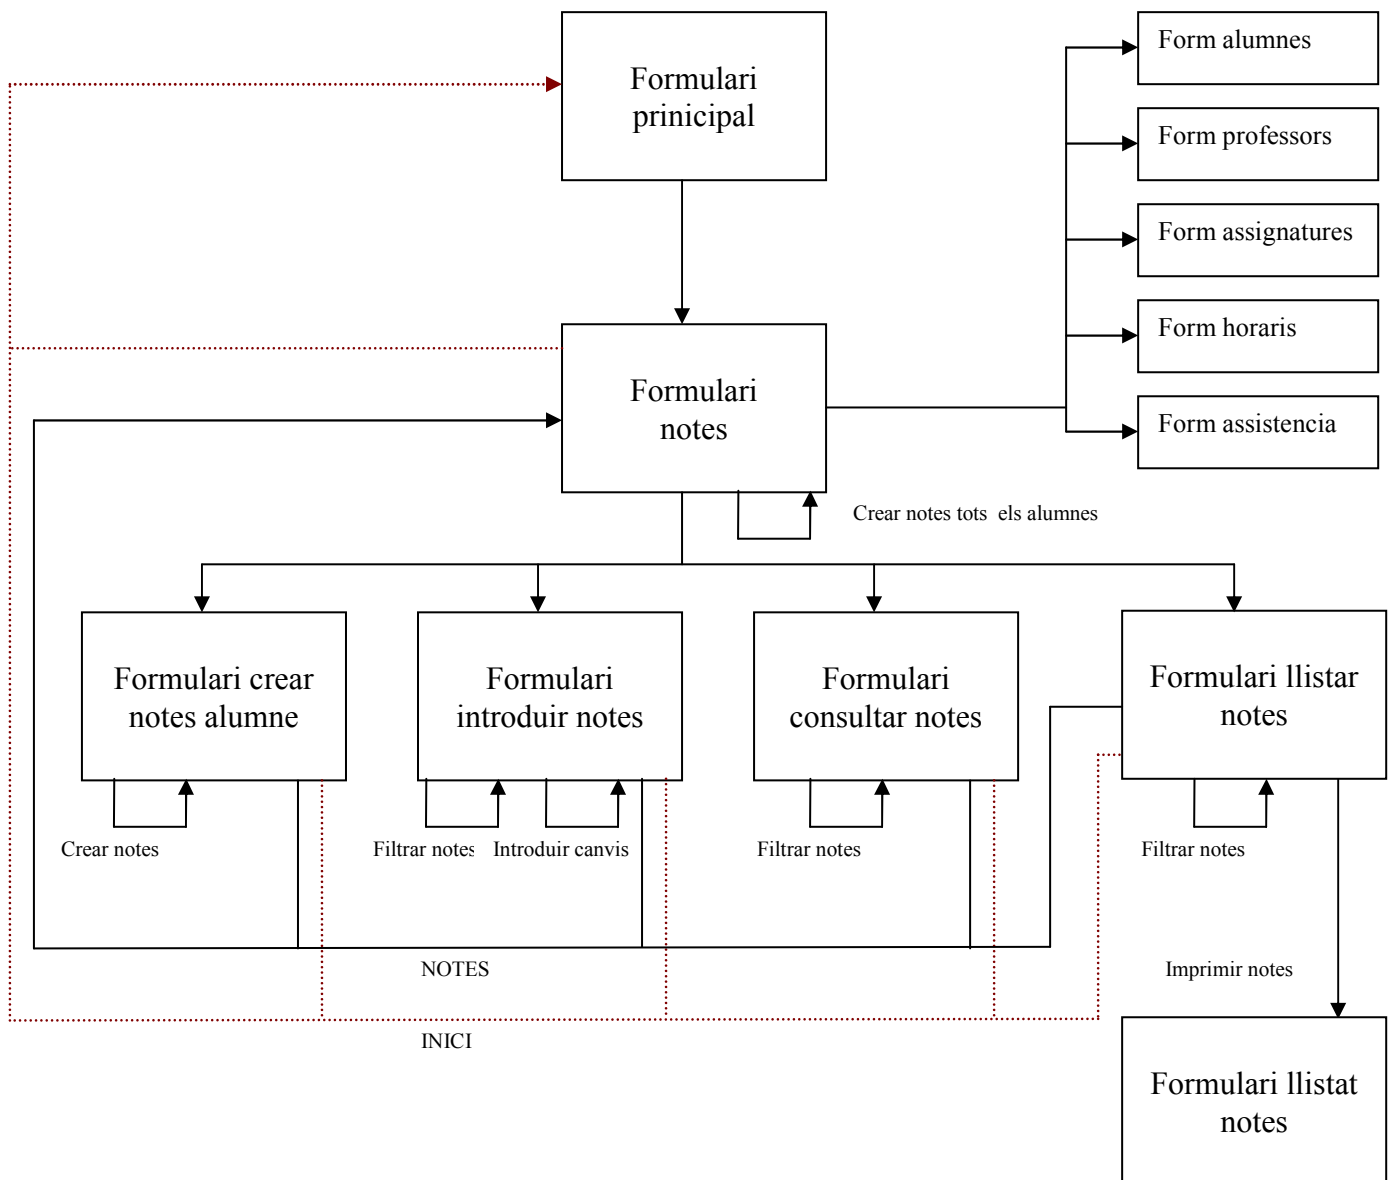 Formulari
prinicipal
Form alumnes
Form professors
Form assignatures
Form horaris
Form assistencia
Formulari
notes
Crear notes tots els alumnes
Formulari crear
notes alumne
Formulari
introduir notes
Formulari
consultar notes
Formulari llistar
notes
Crear notes
Filtrar notes
Introduir canvis
Filtrar notes
Filtrar notes
NOTES
Imprimir notes
INICI
Formulari llistat
notes